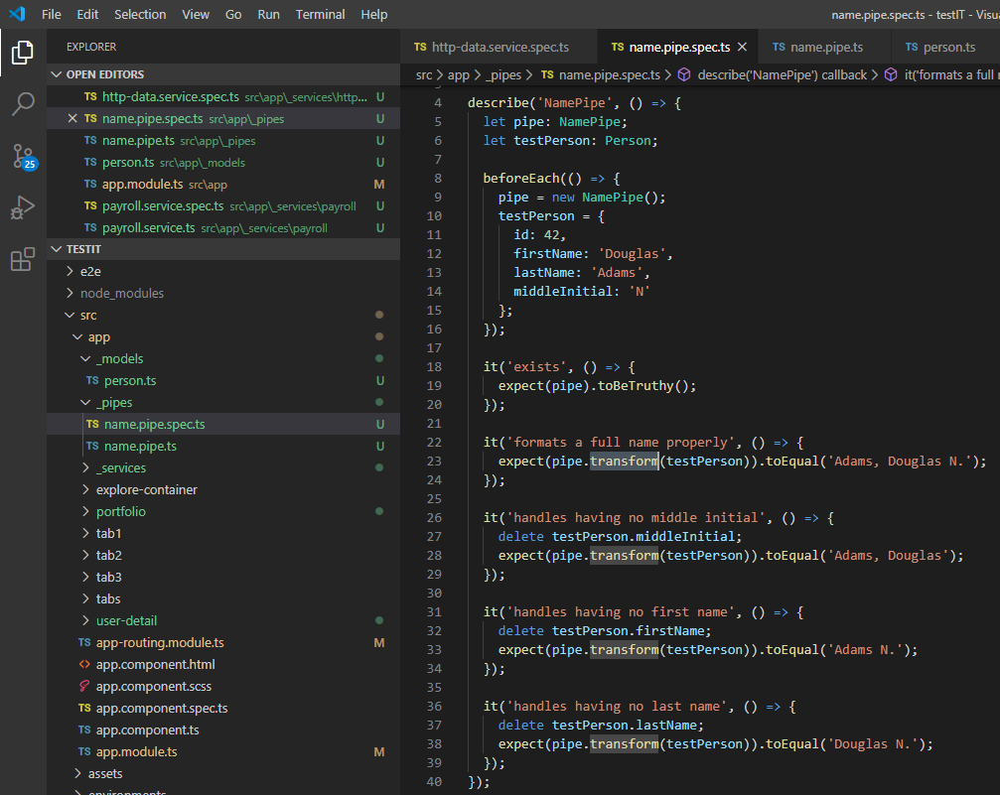 File Edit Selection View Go Run Terminal Help name.pipe.spec.ts - testIT - Visua
EXPLORER
TS http-data.service.spec.ts TS name.pipe.spec.ts TS name.pipe.ts TS person.ts
src > app > _pipes > TS name.pipe.spec.ts > describe('NamePipe') callback > it('formats a full
OPEN EDITORS
TS http-data.service.spec.ts src\app\_services\http... U
TS name.pipe.spec.ts src\app\_pipes U
TS name.pipe.ts src\app\_pipes U
TS person.ts src\app\_models U
TS app.module.ts src\app M
TS payroll.service.spec.ts src\app\_services\payroll U
TS payroll.service.ts src\app\_services\payroll U
25
TESTIT
e2e
node_modules
src
app
_models
TS person.ts U
_pipes
TS name.pipe.spec.ts U
TS name.pipe.ts U
_services
explore-container
portfolio
tab1
tab2
tab3
tabs
user-detail
TS app-routing.module.ts M
<> app.component.html
app.component.scss
TS app.component.spec.ts
TS app.component.ts
TS app.module.ts M
assets
environments
4 describe('NamePipe', () => {
5 let pipe: NamePipe;
6 let testPerson: Person;
7
8 beforeEach(() => {
9 pipe = new NamePipe();
10 testPerson = {
11 id: 42,
12 firstName: 'Douglas',
13 lastName: 'Adams',
14 middleInitial: 'N'
15 };
16 });
17
18 it('exists', () => {
19 expect(pipe).toBeTruthy();
20 });
21
22 it('formats a full name properly', () => {
23 expect(pipe.transform(testPerson)).toEqual('Adams, Douglas N.');
24 });
25
26 it('handles having no middle initial', () => {
27 delete testPerson.middleInitial;
28 expect(pipe.transform(testPerson)).toEqual('Adams, Douglas');
29 });
30
31 it('handles having no first name', () => {
32 delete testPerson.firstName;
33 expect(pipe.transform(testPerson)).toEqual('Adams N.');
34 });
35
36 it('handles having no last name', () => {
37 delete testPerson.lastName;
38 expect(pipe.transform(testPerson)).toEqual('Douglas N.');
39 });
40 });